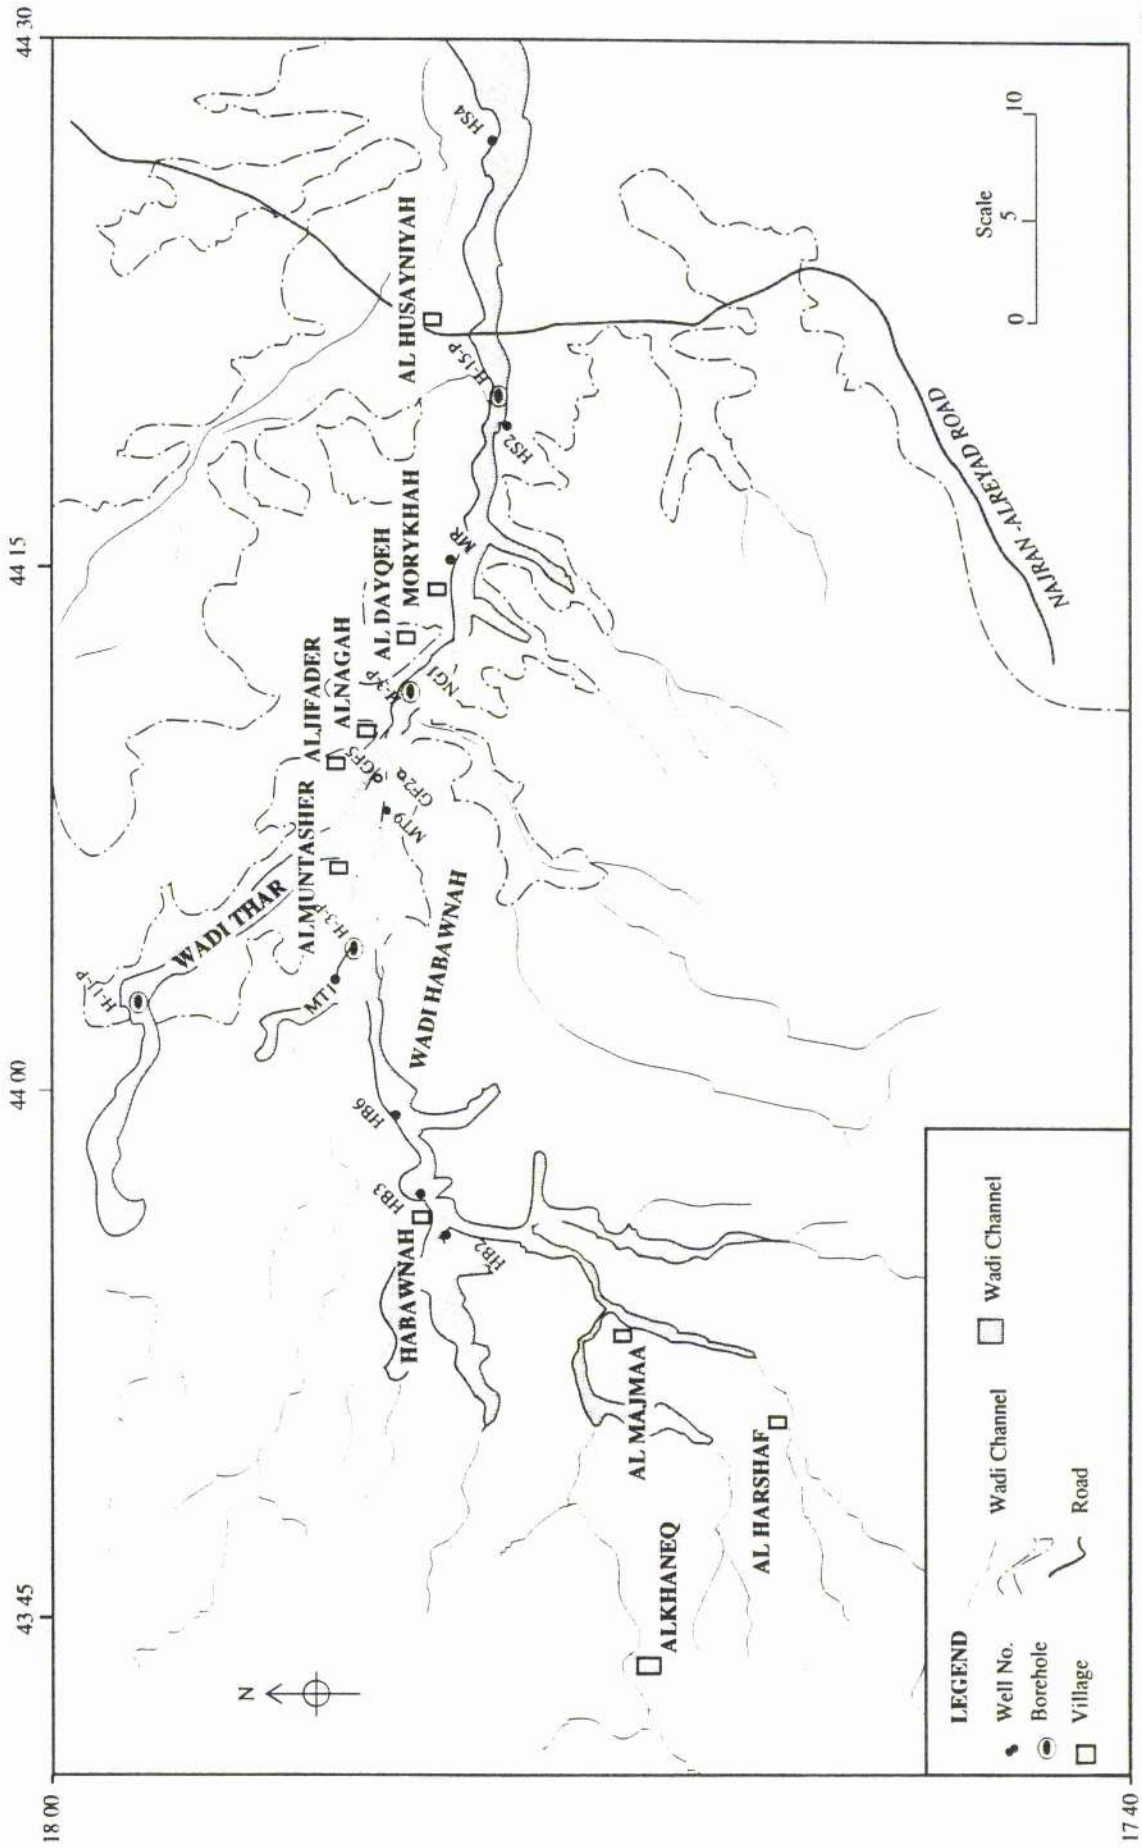 18 00
17 40
43 45
44 00
44 15
44 30
N
WADI THAR
H-11-P
ALMUNTASHER
H-3-P
MT1
ALJIFADER
ALNAGAH
GF5
GF2
MT9
AL DAYQEH
MORYKHAH
NG1
MR
AL HUSAYNIYAH
H-15-P
HS2
HS4
WADI HABAWNAH
HB6
HB3
HABAWNAH
HB2
AL MAJMAA
AL HARSHAF
ALKHANEQ
NAJRAN - ALREYAD ROAD
Scale
0 5 10
LEGEND
Well No.
Wadi Channel
Wadi Channel
Borehole
Village
Road